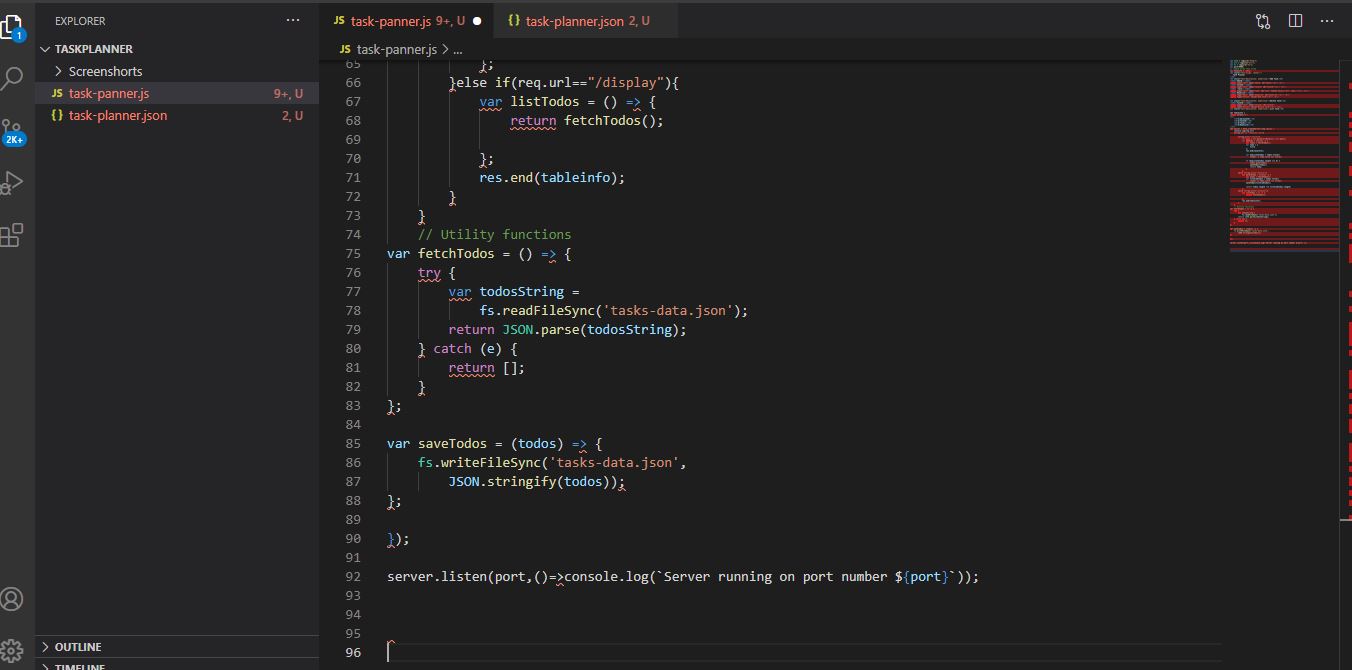 EXPLORER
TASKPLANNER
Screenshorts
JS task-panner.js 9+, U
{} task-planner.json 2, U
OUTLINE
TIMELINE
1
2K+
JS task-panner.js 9+, U
{} task-planner.json 2, U
JS task-panner.js > ...
65 };
66 }else if(req.url=="/display"){
67 var listTodos = () => {
68 return fetchTodos();
69
70 };
71 res.end(tableinfo);
72 }
73 }
74 // Utility functions
75 var fetchTodos = () => {
76 try {
77 var todosString =
78 fs.readFileSync('tasks-data.json');
79 return JSON.parse(todosString);
80 } catch (e) {
81 return [];
82 }
83 };
84
85 var saveTodos = (todos) => {
86 fs.writeFileSync('tasks-data.json',
87 JSON.stringify(todos));
88 };
89
90 });
91
92 server.listen(port,()=>console.log(`Server running on port number ${port}`));
93
94
95
96